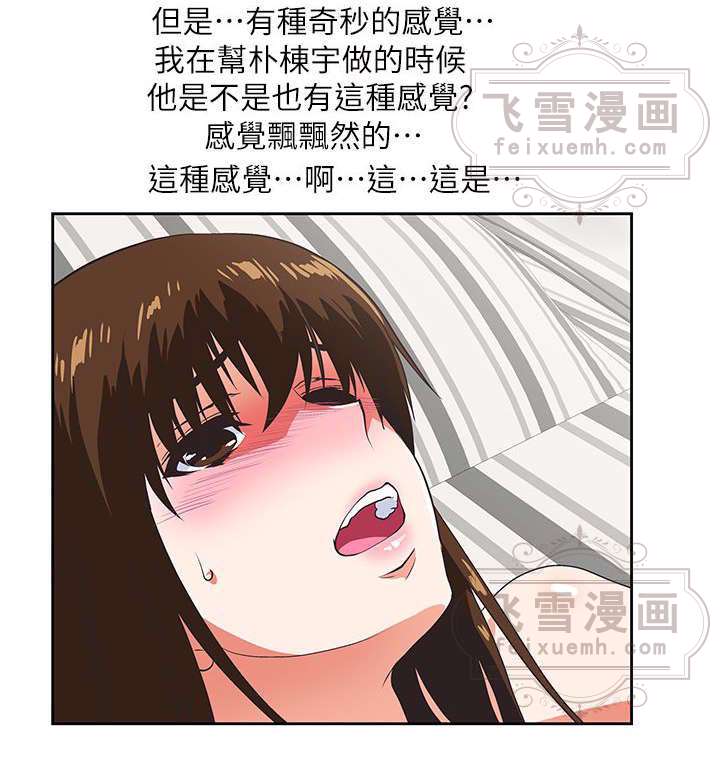 但是⋯有種奇秒的感覺⋯
我在幫朴棟宇做的時候
他是不是也有這種感覺?
感覺飄飄然的⋯
這種感覺⋯啊⋯這⋯這是⋯
飞雪漫画
feixuemh.com
飞雪漫画
feixuemh.com